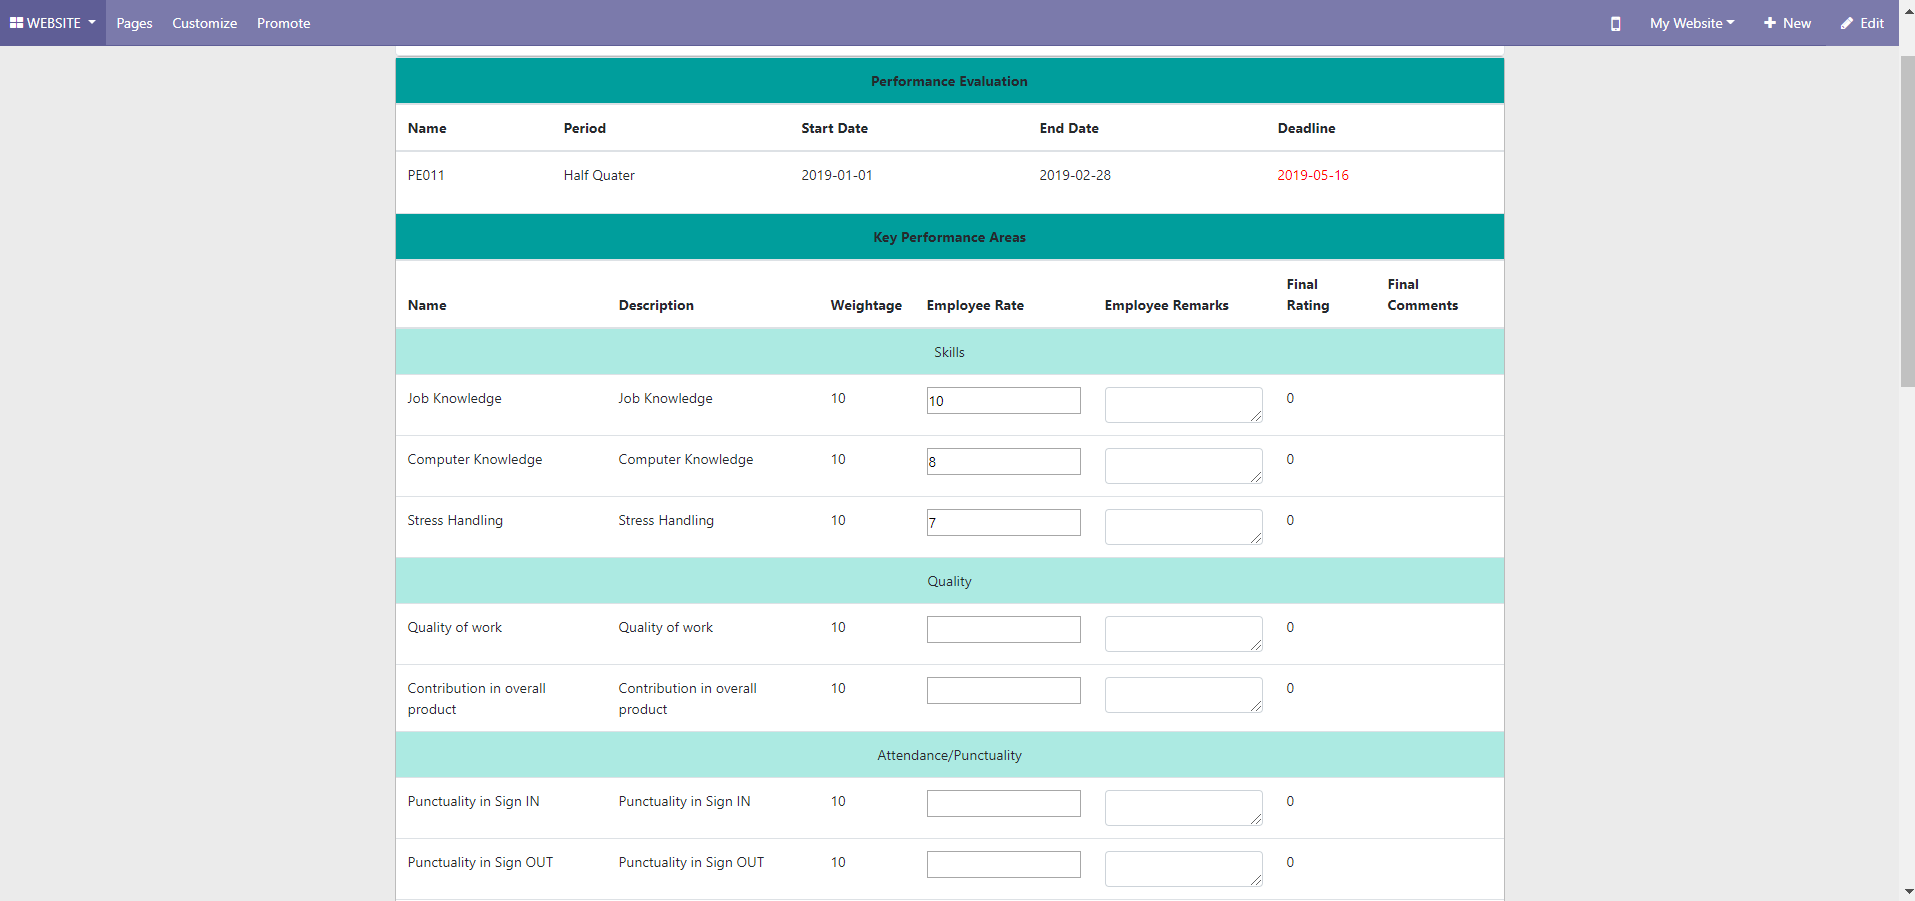 WEBSITE Pages Customize Promote My Website New Edit
Performance Evaluation
Name Period Start Date End Date Deadline
PE011 Half Quater 2019-01-01 2019-02-28 2019-05-16
Key Performance Areas
Name Description Weightage Employee Rate Employee Remarks Final Rating Final Comments
Skills
Job Knowledge Job Knowledge 10 10 0
Computer Knowledge Computer Knowledge 10 8 0
Stress Handling Stress Handling 10 7 0
Quality
Quality of work Quality of work 10 0
Contribution in overall Contribution in overall 10 0
product product
Attendance/Punctuality
Punctuality in Sign IN Punctuality in Sign IN 10 0
Punctuality in Sign OUT Punctuality in Sign OUT 10 0